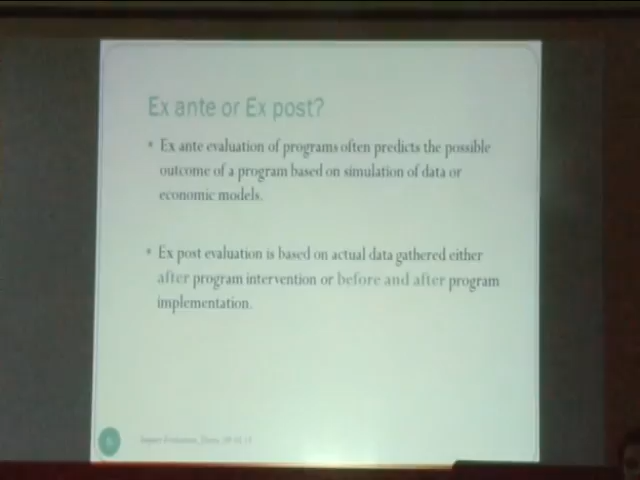 Ex ante or Ex post?
• Ex ante evaluation of programs often predicts the possible
outcome of a program based on simulation of data or
economic models.
• Ex post evaluation is based on actual data gathered either
after program intervention or before and after program
implementation.